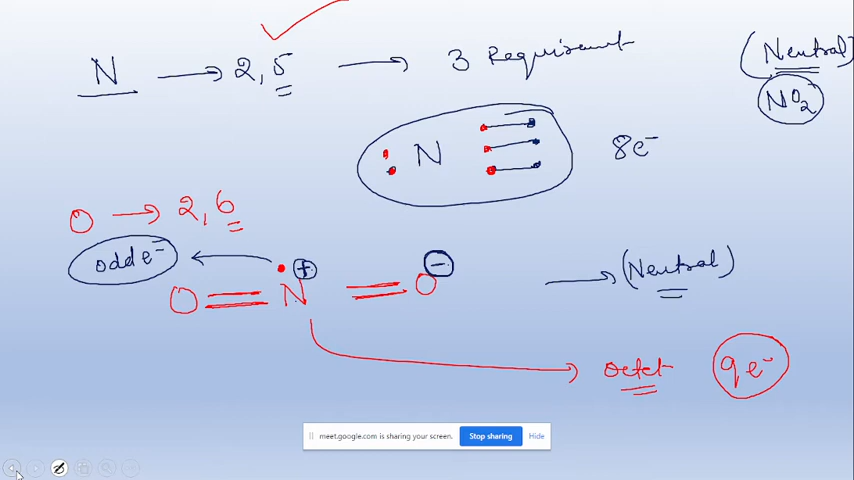 N → 2,5 → 3 Requirement (Neutral)
NO2
N 8e-
O → 2,6
odd e- ← + -
O = N = O → (Neutral)
octet 9e-
meet.google.com is sharing your screen. Stop sharing Hide